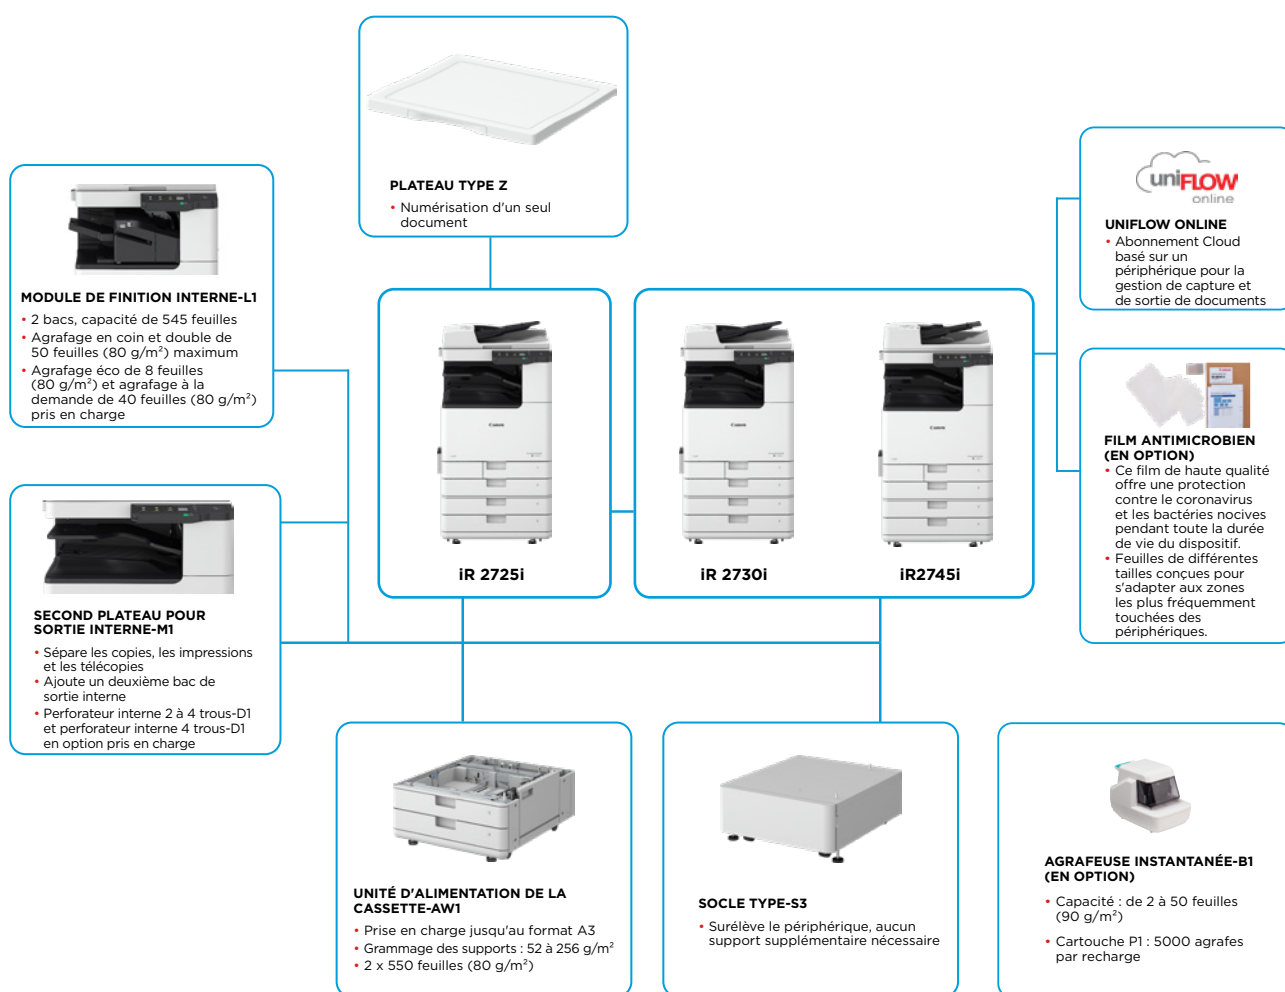 PLATEAU TYPE Z
• Numérisation d'un seul
document
uniFLOW
online
UNIFLOW ONLINE
• Abonnement Cloud
basé sur un
périphérique pour la
gestion de capture et
de sortie de documents
MODULE DE FINITION INTERNE-L1
• 2 bacs, capacité de 545 feuilles
• Agrafage en coin et double de
50 feuilles (80 g/m²) maximum
• Agrafage éco de 8 feuilles
(80 g/m²) et agrafage à la
demande de 40 feuilles (80 g/m²)
pris en charge
Canon
Canon
Canon
iR 2725i
iR 2730i
iR2745i
FILM ANTIMICROBIEN
(EN OPTION)
• Ce film de haute qualité
offre une protection
contre le coronavirus
et les bactéries nocives
pendant toute la durée
de vie du dispositif.
• Feuilles de différentes
tailles conçues pour
s'adapter aux zones
les plus fréquemment
touchées des
périphériques.
SECOND PLATEAU POUR
SORTIE INTERNE-M1
• Sépare les copies, les impressions
et les télécopies
• Ajoute un deuxième bac de
sortie interne
• Perforateur interne 2 à 4 trous-D1
et perforateur interne 4 trous-D1
en option pris en charge
UNITÉ D'ALIMENTATION DE LA
CASSETTE-AW1
• Prise en charge jusqu'au format A3
• Grammage des supports : 52 à 256 g/m²
• 2 x 550 feuilles (80 g/m²)
SOCLE TYPE-S3
• Surélève le périphérique, aucun
support supplémentaire nécessaire
AGRAFEUSE INSTANTANÉE-B1
(EN OPTION)
• Capacité : de 2 à 50 feuilles
(90 g/m²)
• Cartouche P1 : 5000 agrafes
par recharge